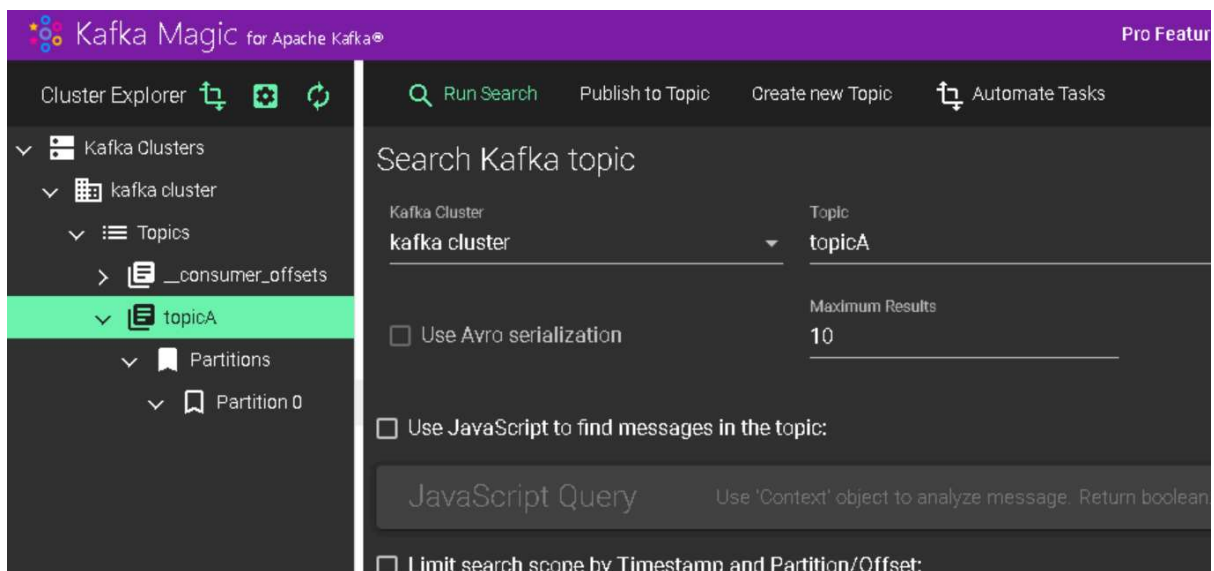 Kafka Magic for Apache Kafka®
Pro Featur
Cluster Explorer
Run Search Publish to Topic Create new Topic Automate Tasks
Kafka Clusters
kafka cluster
Topics
__consumer_offsets
topicA
Partitions
Partition 0
Search Kafka topic
Kafka Cluster
kafka cluster
Topic
topicA
Use Avro serialization
Maximum Results
10
Use JavaScript to find messages in the topic:
JavaScript Query Use 'Context' object to analyze message. Return boolean.
Limit search scope by Timestamp and Partition/Offset: